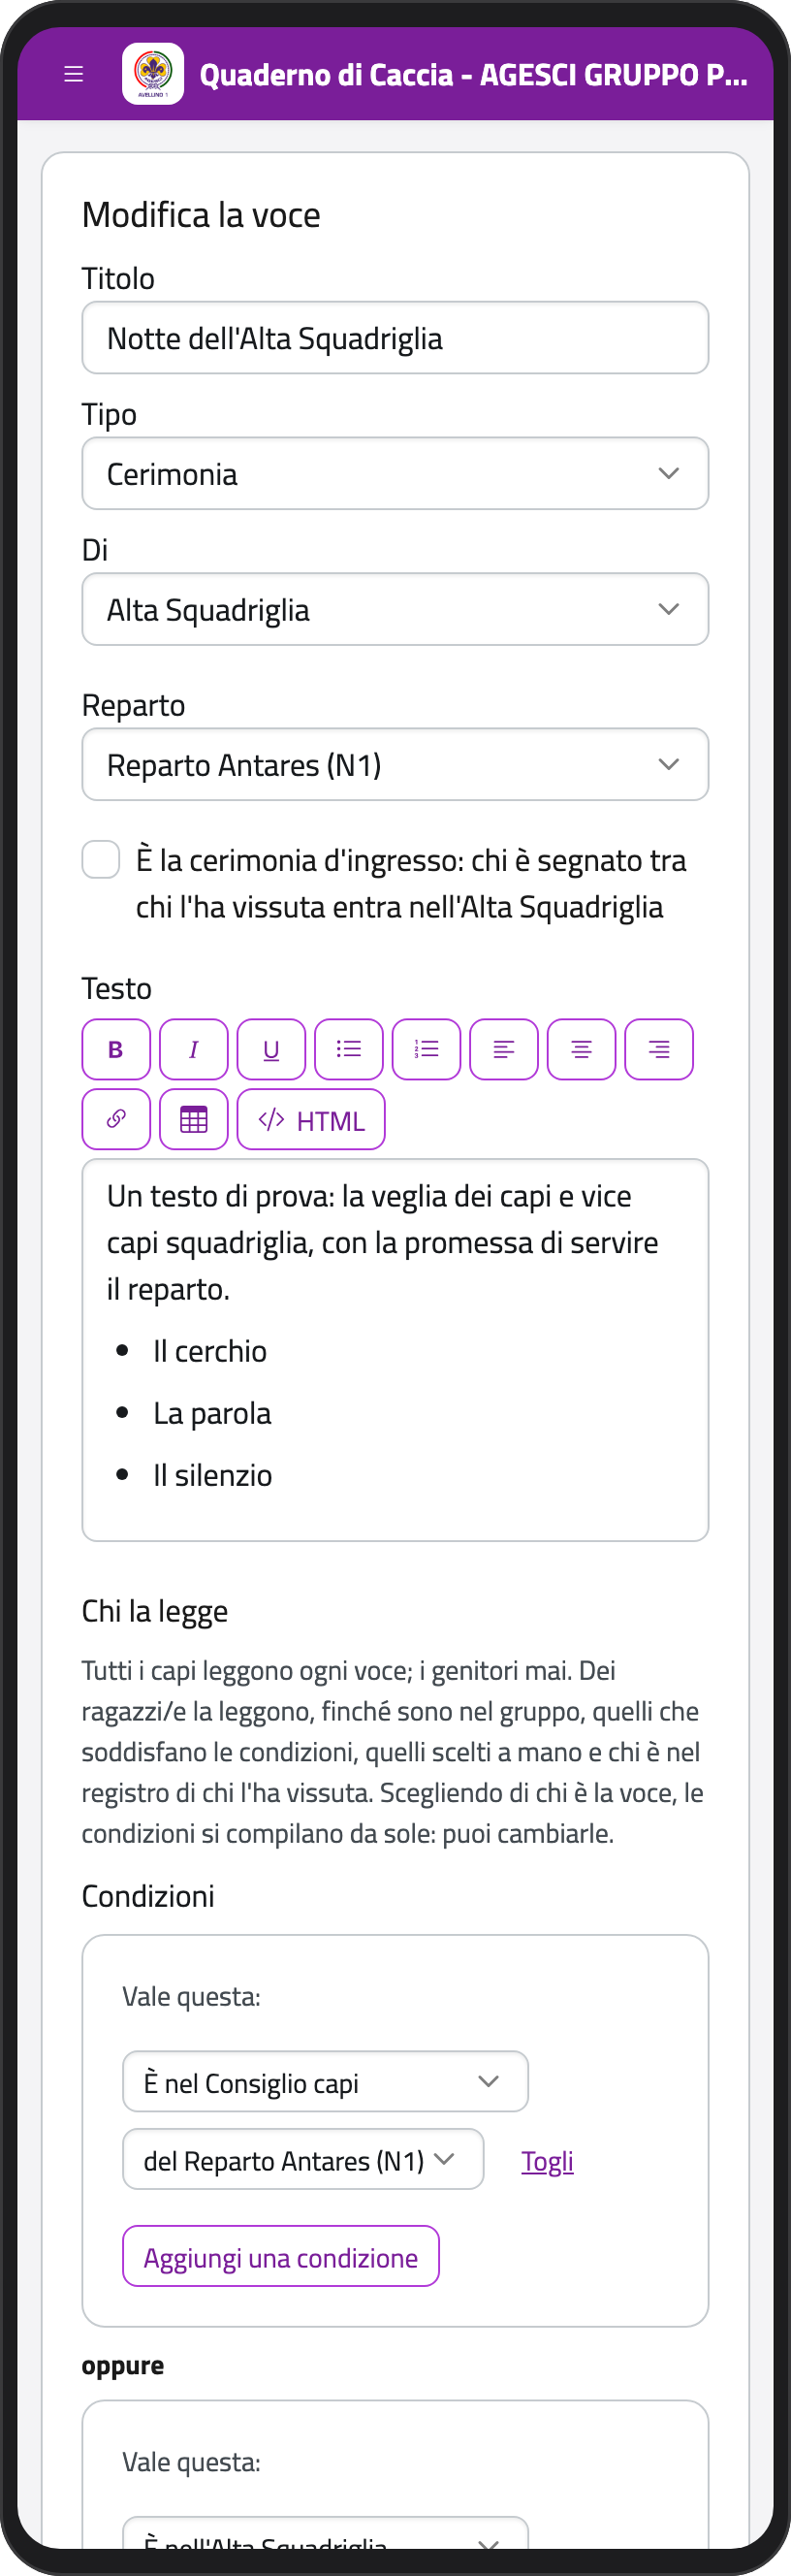 AVELLINO 1
Quaderno di Caccia - AGESCI GRUPPO P...
Modifica la voce
Titolo
Notte dell'Alta Squadriglia
Tipo
Cerimonia
Di
Alta Squadriglia
Reparto
Reparto Antares (N1)
È la cerimonia d'ingresso: chi è segnato tra
chi l'ha vissuta entra nell'Alta Squadriglia
Testo
B I U
</> HTML
Un testo di prova: la veglia dei capi e vice
capi squadriglia, con la promessa di servire
il reparto.
• Il cerchio
• La parola
• Il silenzio
Chi la legge
Tutti i capi leggono ogni voce; i genitori mai. Dei
ragazzi/e la leggono, finché sono nel gruppo, quelli che
soddisfano le condizioni, quelli scelti a mano e chi è nel
registro di chi l'ha vissuta. Scegliendo di chi è la voce, le
condizioni si compilano da sole: puoi cambiarle.
Condizioni
Vale questa:
È nel Consiglio capi
del Reparto Antares (N1)
Togli
Aggiungi una condizione
oppure
Vale questa:
È nell'Alta Squadriglia